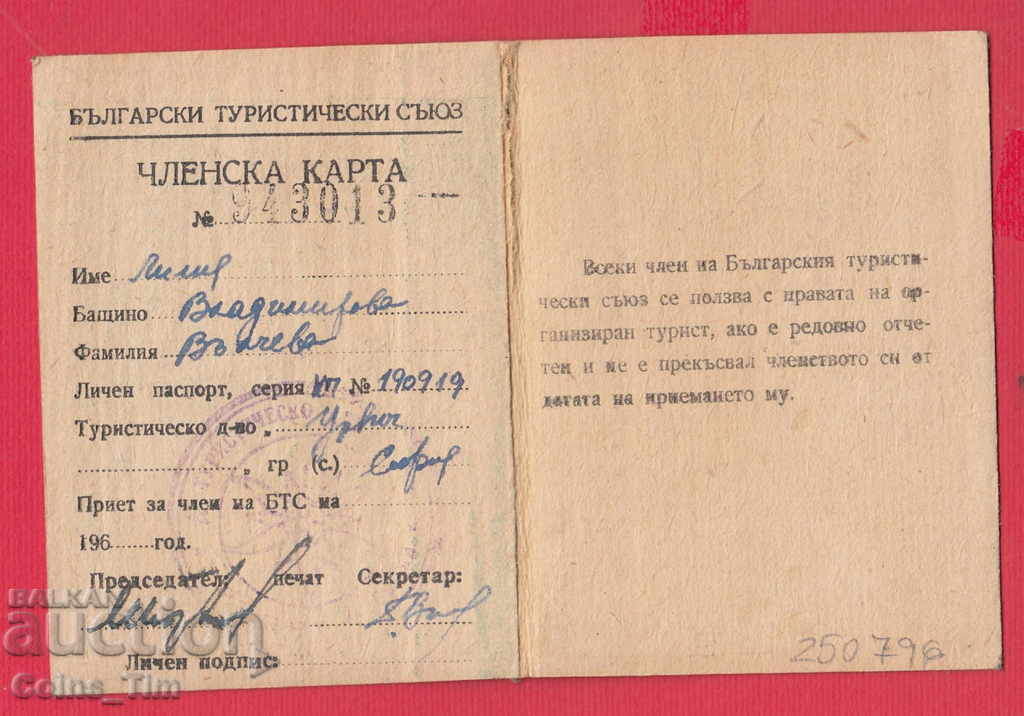 БЪЛГАРСКИ ТУРИСТИЧЕСКИ СЪЮЗ
ЧЛЕНСКА КАРТА
№ 943013
Име Лилия
Бащино Владимирова
Фамилия Вълчева
Личен паспорт, серия № 190919
Туристическо д-во „
„ гр (с.) София
Приет за член на БТС на
196 год.
Председател: печат Секретар:
Личен подпис:
Всеки член на Българския туристи-
чески съюз се ползва с правата на ор-
ганизиран турист, ако е редовно отче-
тен и не е прекъсвал членството си от
датата на приемането му.
250796
BALKAN
auction
Coins_Tim